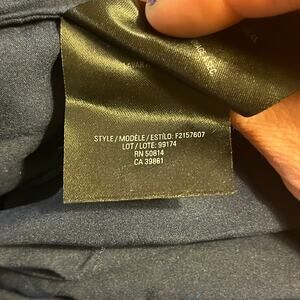 STYLE / MODÈLE / ESTILO: F2157607
LOT / LOTE: 99174
RN 50814
CA 39861